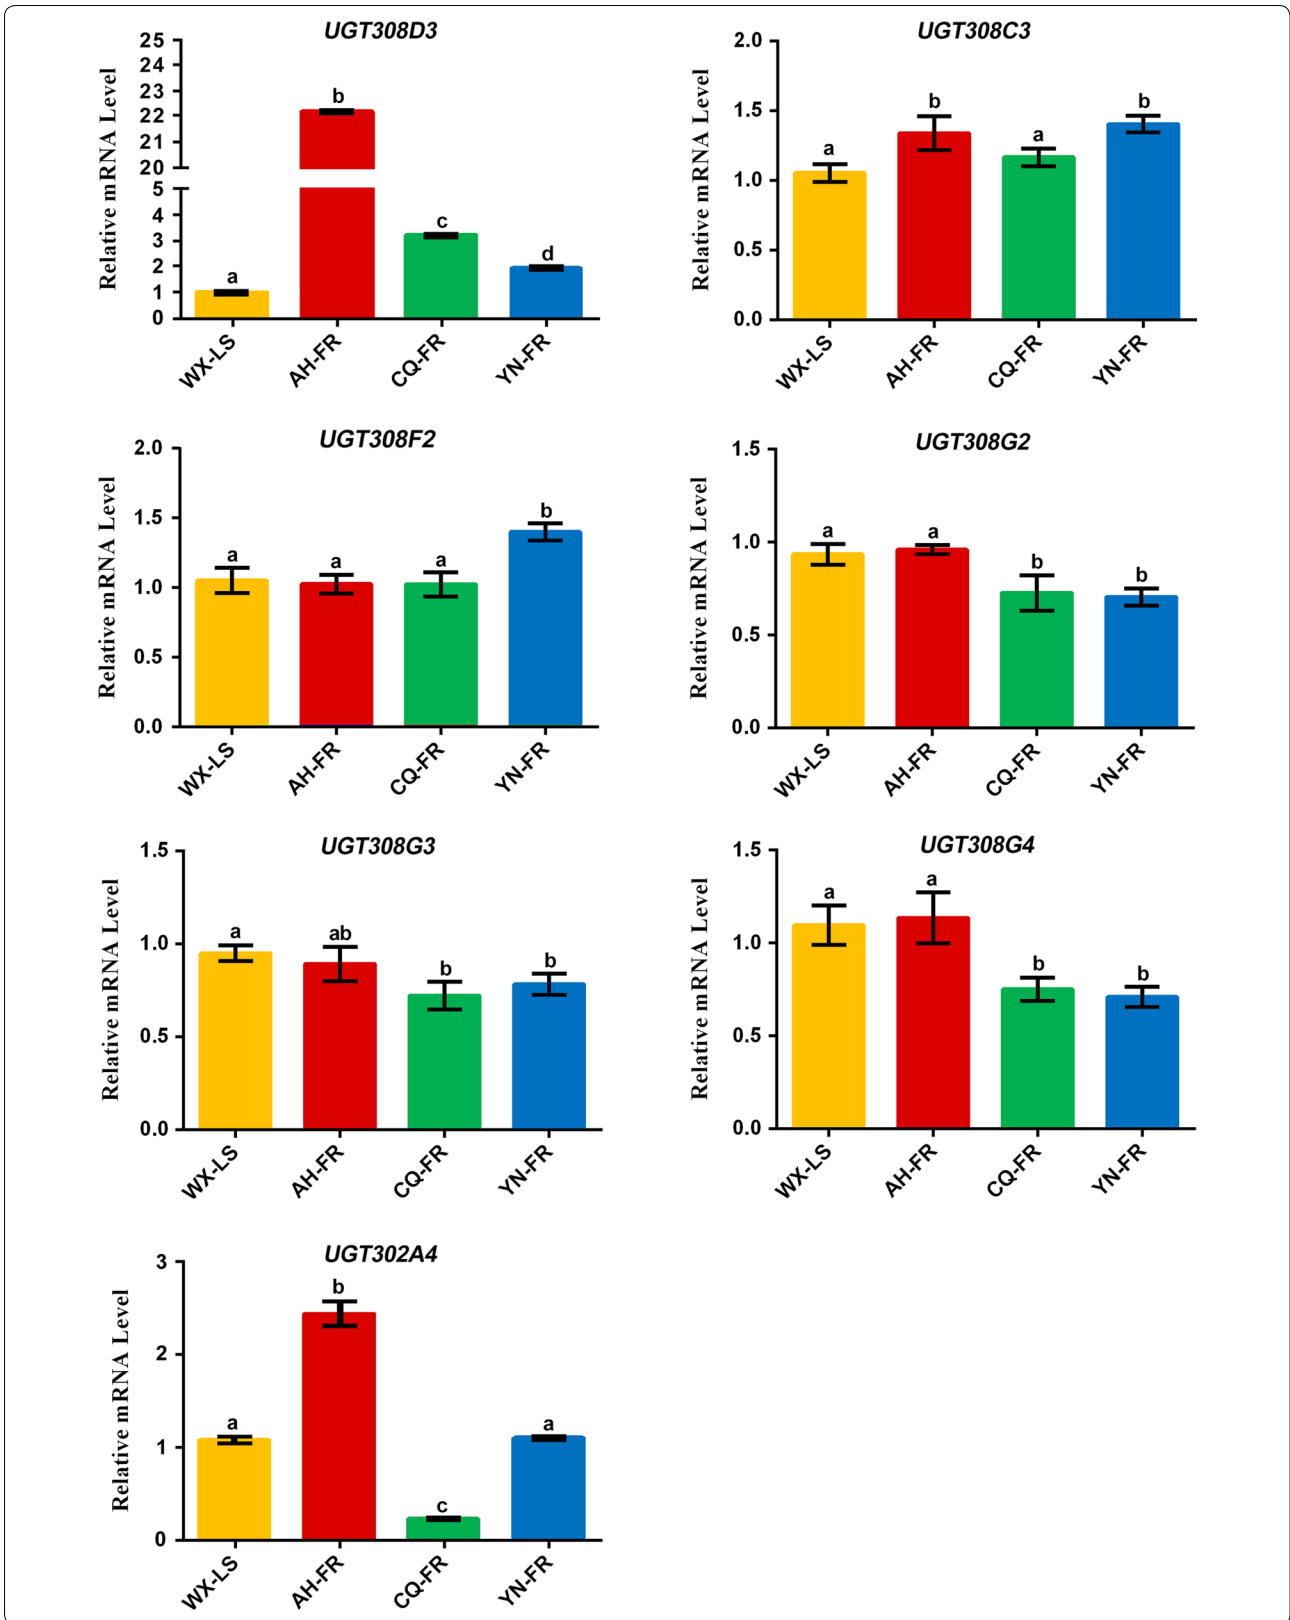 UGT308D3
Relative mRNA Level
25
24
23
22
21
20
5
4
3
2
1
0
a
b
c
d
WX-LS
AH-FR
CQ-FR
YN-FR
UGT308C3
Relative mRNA Level
2.0
1.5
1.0
0.5
0.0
a
b
a
b
WX-LS
AH-FR
CQ-FR
YN-FR
UGT308F2
Relative mRNA Level
2.0
1.5
1.0
0.5
0.0
a
a
a
b
WX-LS
AH-FR
CQ-FR
YN-FR
UGT308G2
Relative mRNA Level
1.5
1.0
0.5
0.0
a
a
b
b
WX-LS
AH-FR
CQ-FR
YN-FR
UGT308G3
Relative mRNA Level
1.5
1.0
0.5
0.0
a
ab
b
b
WX-LS
AH-FR
CQ-FR
YN-FR
UGT308G4
Relative mRNA Level
1.5
1.0
0.5
0.0
a
a
b
b
WX-LS
AH-FR
CQ-FR
YN-FR
UGT302A4
Relative mRNA Level
3
2
1
0
a
b
c
a
WX-LS
AH-FR
CQ-FR
YN-FR